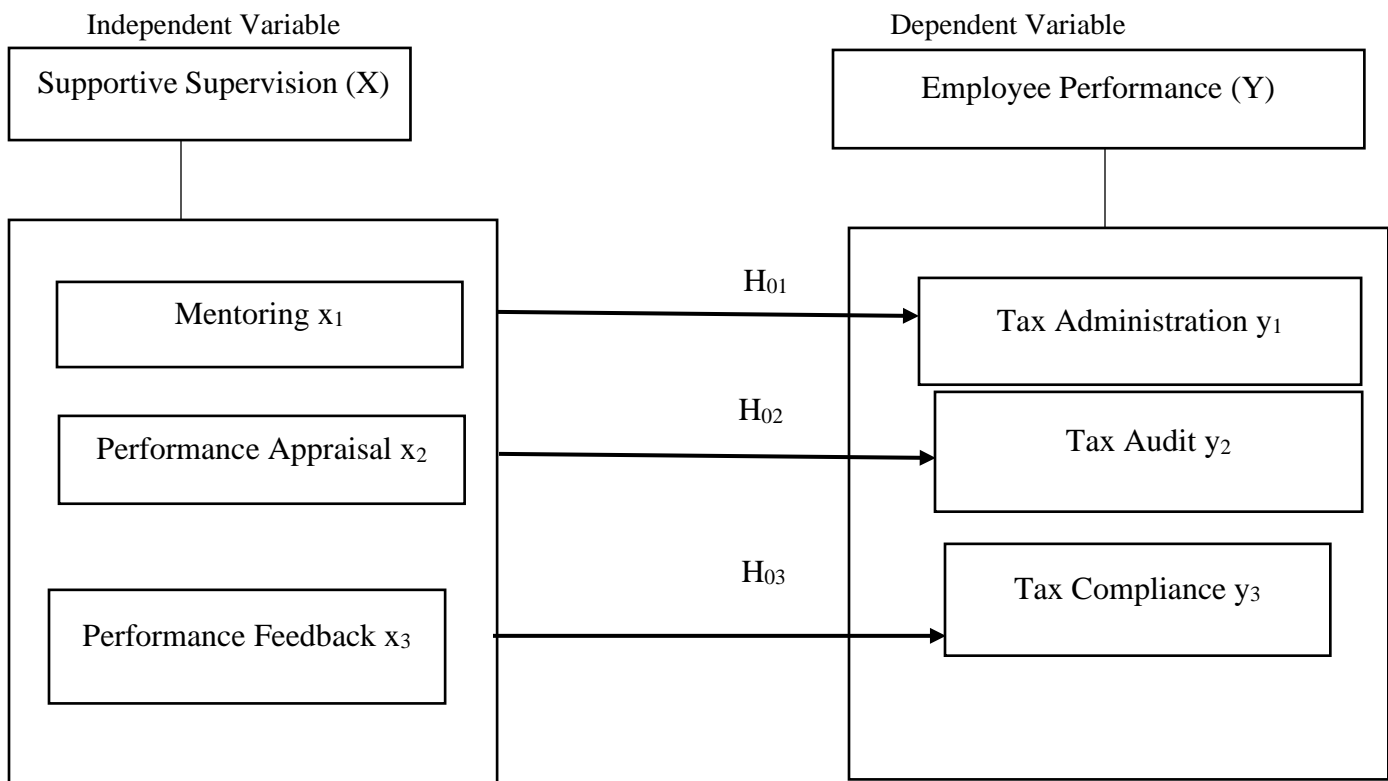 Independent Variable
Dependent Variable
Supportive Supervision (X)
Employee Performance (Y)
H₀₁
Mentoring x₁
Tax Administration y₁
H₀₂
Performance Appraisal x₂
Tax Audit y₂
H₀₃
Performance Feedback x₃
Tax Compliance y₃